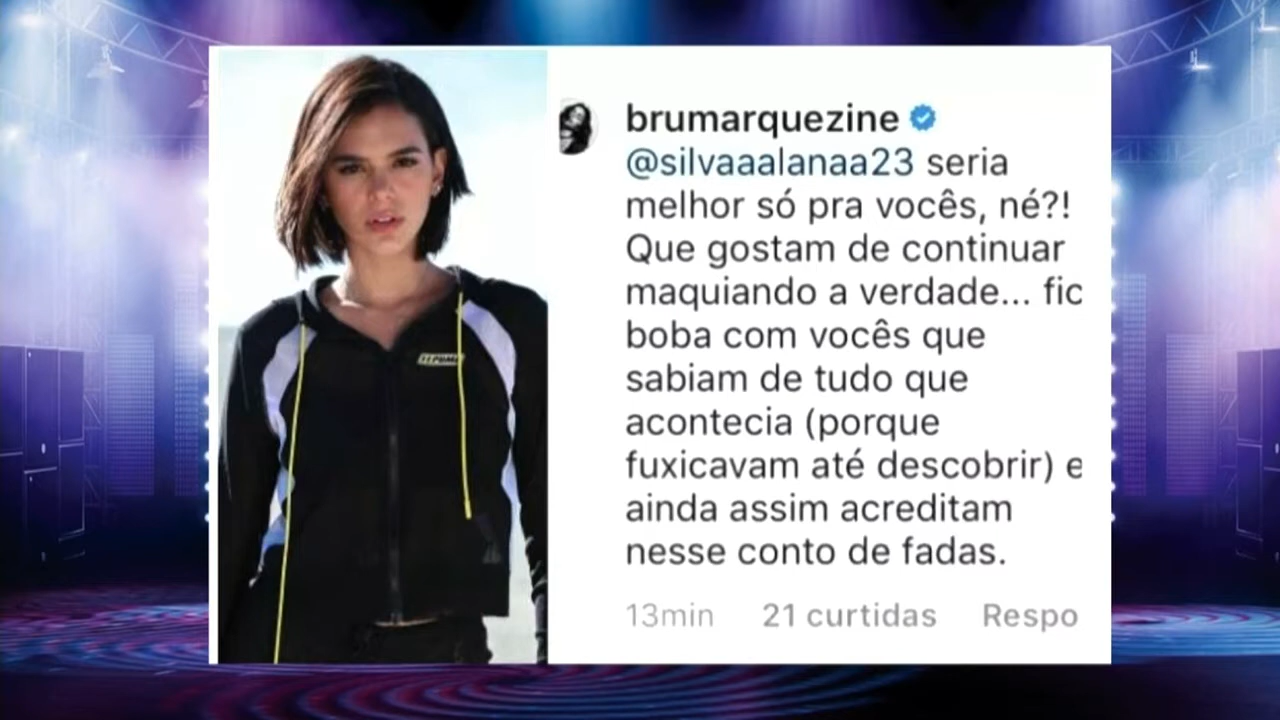 brumarquezine
@silvaaalanaa23 seria
melhor só pra vocês, né?!
Que gostam de continuar
maquiando a verdade... fic
boba com vocês que
sabiam de tudo que
acontecia (porque
fuxicavam até descobrir) e
ainda assim acreditam
nesse conto de fadas.
13min 21 curtidas Respo